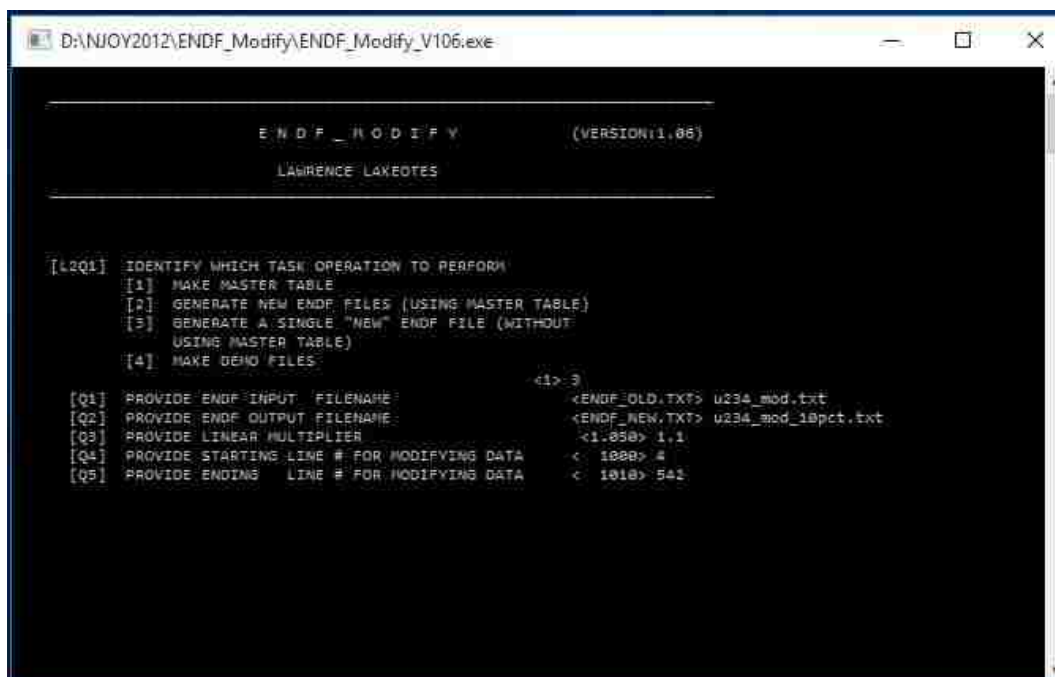 D:\NJOY2012\ENDF_Modify\ENDF_Modify_V106.exe
E N D F _ M O D I F Y (VERSION:1.06)
LAWRENCE LAKEOTES
[L2Q1] IDENTIFY WHICH TASK OPERATION TO PERFORM
[1] MAKE MASTER TABLE
[2] GENERATE NEW ENDF FILES (USING MASTER TABLE)
[3] GENERATE A SINGLE "NEW" ENDF FILE (WITHOUT
USING MASTER TABLE)
[4] MAKE DEMO FILES
<1> 3
[Q1] PROVIDE ENDF INPUT FILENAME <ENDF_OLD.TXT> u234_mod.txt
[Q2] PROVIDE ENDF OUTPUT FILENAME <ENDF_NEW.TXT> u234_mod_10pct.txt
[Q3] PROVIDE LINEAR MULTIPLIER <1.050> 1.1
[Q4] PROVIDE STARTING LINE # FOR MODIFYING DATA < 1000> 4
[Q5] PROVIDE ENDING LINE # FOR MODIFYING DATA < 1010> 542